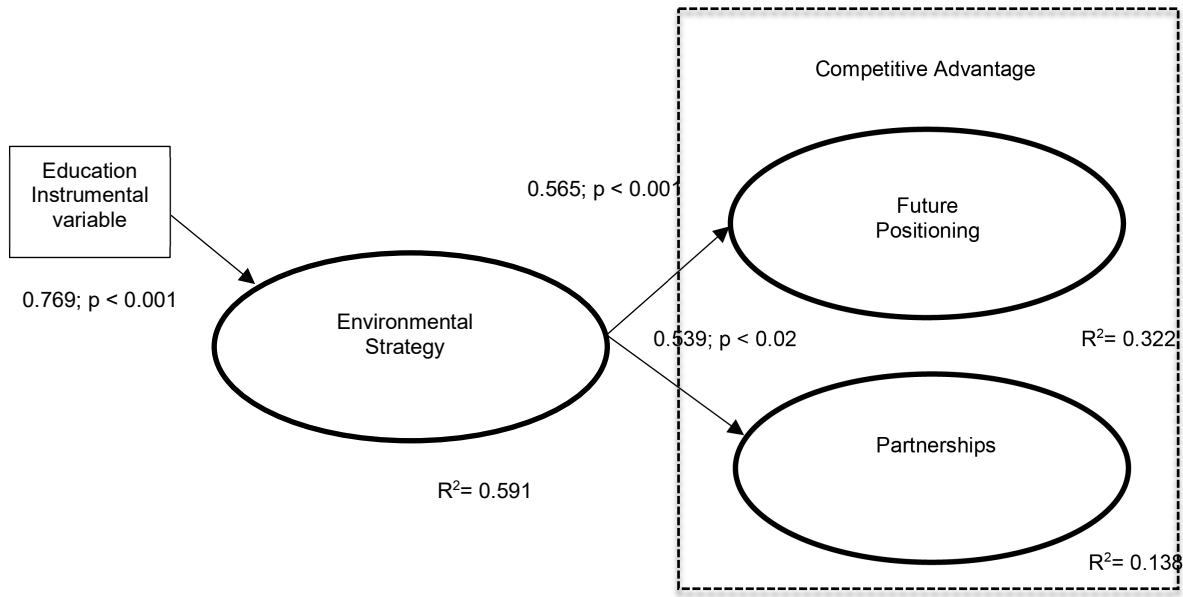 Competitive Advantage
Education
Instrumental
variable
0.769; p < 0.001
Environmental
Strategy
R²= 0.591
0.565; p < 0.001
Future
Positioning
R²= 0.322
0.539; p < 0.02
Partnerships
R²= 0.138